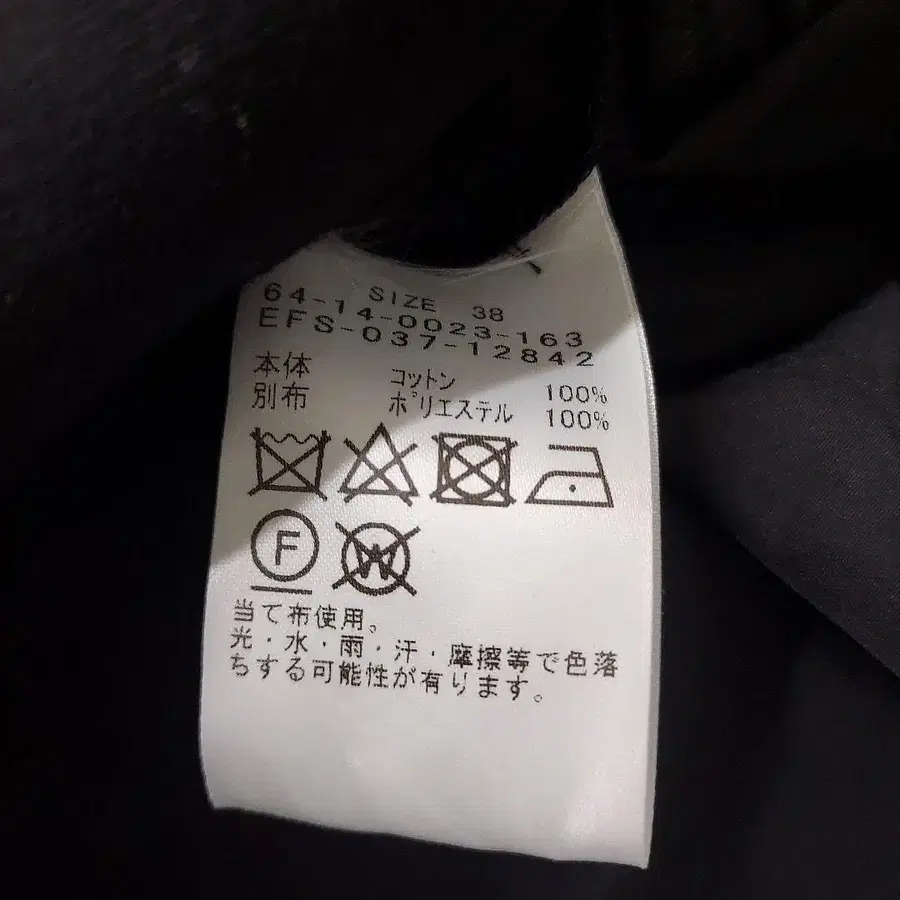 SIZE 38
64-14-0023-163
EFS-037-12842
本体 コットン 100%
別布 ポリエステル 100%
F
W
当て布使用。
光・水・雨・汗・摩擦等で色落
ちする可能性が有ります。